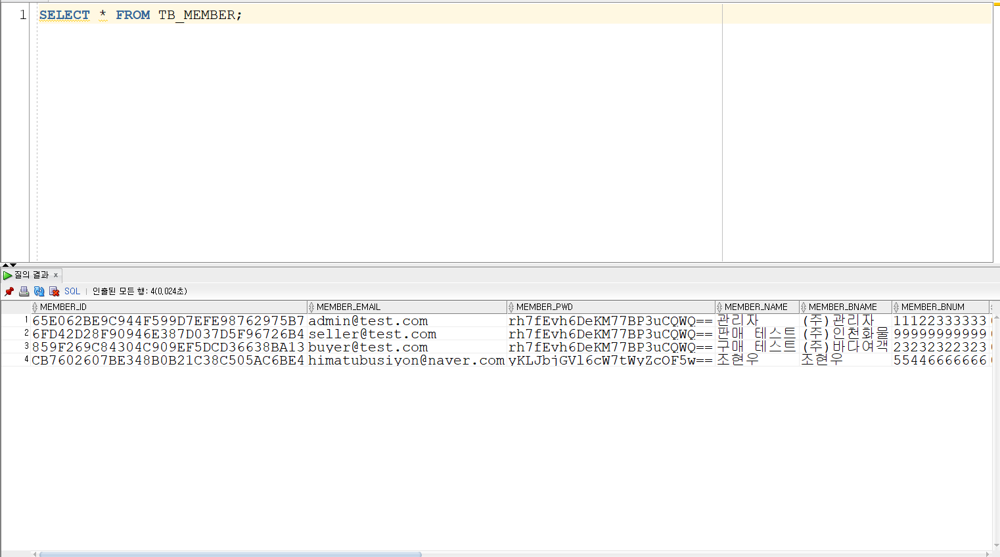 1 SELECT * FROM TB_MEMBER;
질의 결과 x
SQL | 인출된 모든 행: 4(0,024초)
MEMBER_ID MEMBER_EMAIL MEMBER_PWD MEMBER_NAME MEMBER_BNAME MEMBER_BNUM
1 65E062BE9C944F599D7EFE98762975B7 admin@test.com rh7fEvh6DeKM77BP3uCQWQ== 관리자 (주)관리자 11122333333
2 6FD42D28F90946E387D037D5F96726B4 seller@test.com rh7fEvh6DeKM77BP3uCQWQ== 판매 테스트 (주)인천화물 99999999999
3 859F269C84304C909EF5DCD36638BA13 buyer@test.com rh7fEvh6DeKM77BP3uCQWQ== 구매 테스트 (주)바다여객 23232322323
4 CB7602607BE348B0B21C38C505AC6BE4 himatubusiyon@naver.com yKLJbjGVl6cW7tWyZcOF5w== 조현우 조현우 55446666666